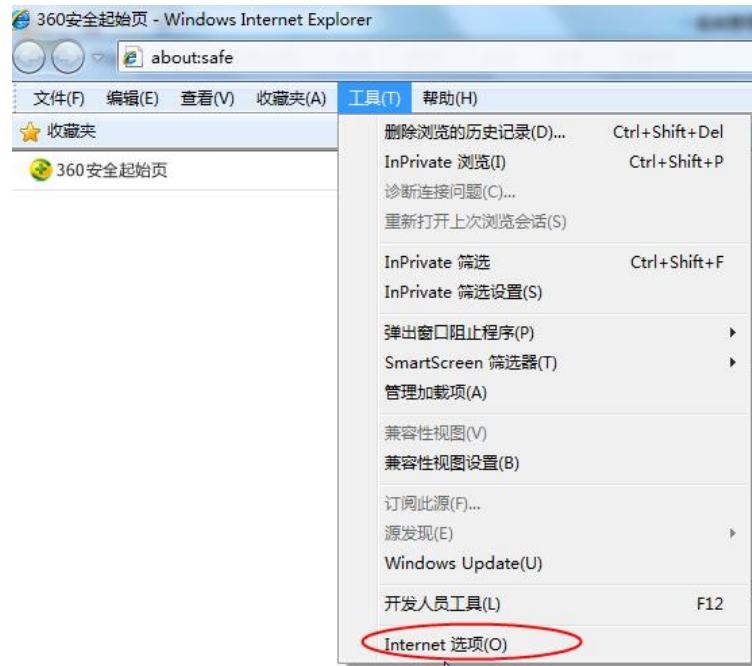 360安全起始页 - Windows Internet Explorer
about:safe
文件(F) 编辑(E) 查看(V) 收藏夹(A) 工具(T) 帮助(H)
收藏夹
360安全起始页
删除浏览的历史记录(D)... Ctrl+Shift+Del
InPrivate 浏览(I) Ctrl+Shift+P
诊断连接问题(C)...
重新打开上次浏览会话(S)
InPrivate 筛选 Ctrl+Shift+F
InPrivate 筛选设置(S)
弹出窗口阻止程序(P)
SmartScreen 筛选器(T)
管理加载项(A)
兼容性视图(V)
兼容性视图设置(B)
订阅此源(F)...
源发现(E)
Windows Update(U)
开发人员工具(L) F12
Internet 选项(O)